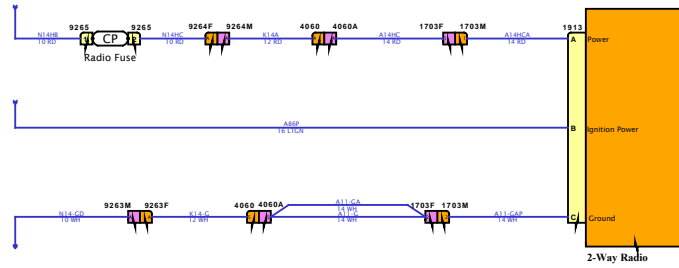 9265 9265 9264F 9264M 4060 4060A 1703F 1703M 1913
N14HB CP N14HC K14A A14HC A14HCA A Power
10 RD 10 RD 12 RD 14 RD 14 RD
Radio Fuse
A86P B Ignition Power
16 LTGN
9263M 9263F 4060 4060A A11-GA 1703F 1703M
14 WH
N14-GD K14-G A11-G A11-GAP C Ground
10 WH 12 WH 14 WH 14 WH
2-Way Radio